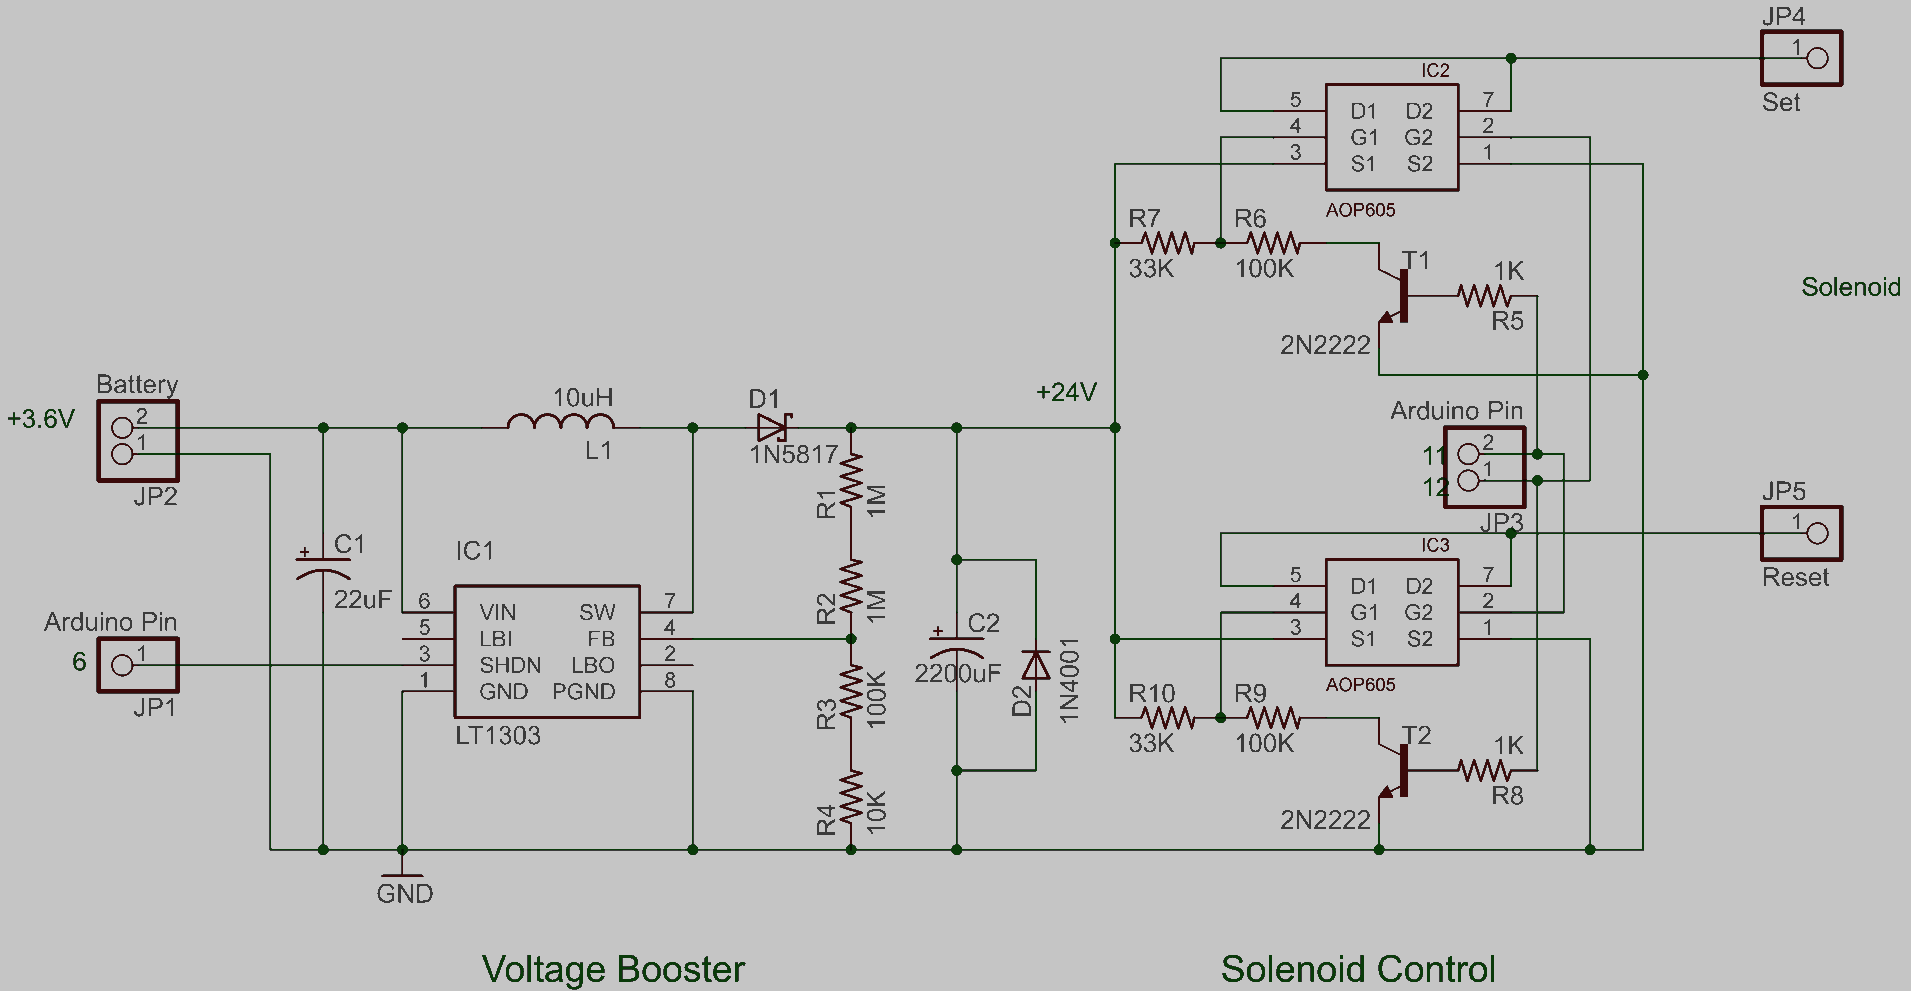 JP4
1
Set
IC2
5 D1 D2 7
4 G1 G2 2
3 S1 S2 1
AOP605
R7
33K
R6
100K
T1
2N2222
1K
R5
Solenoid
Battery
+3.6V
2
1
JP2
10uH
L1
D1
1N5817
+24V
R1
1M
R2
1M
R3
100K
R4
10K
+
C1
22uF
IC1
6 VIN SW 7
5 LBI FB 4
3 SHDN LBO 2
1 GND PGND 8
LT1303
Arduino Pin
6
1
JP1
GND
+
C2
2200uF
D2
1N4001
Arduino Pin
11 2
12 1
JP3
JP5
1
Reset
IC3
5 D1 D2 7
4 G1 G2 2
3 S1 S2 1
AOP605
R10
33K
R9
100K
T2
2N2222
1K
R8
Voltage Booster
Solenoid Control